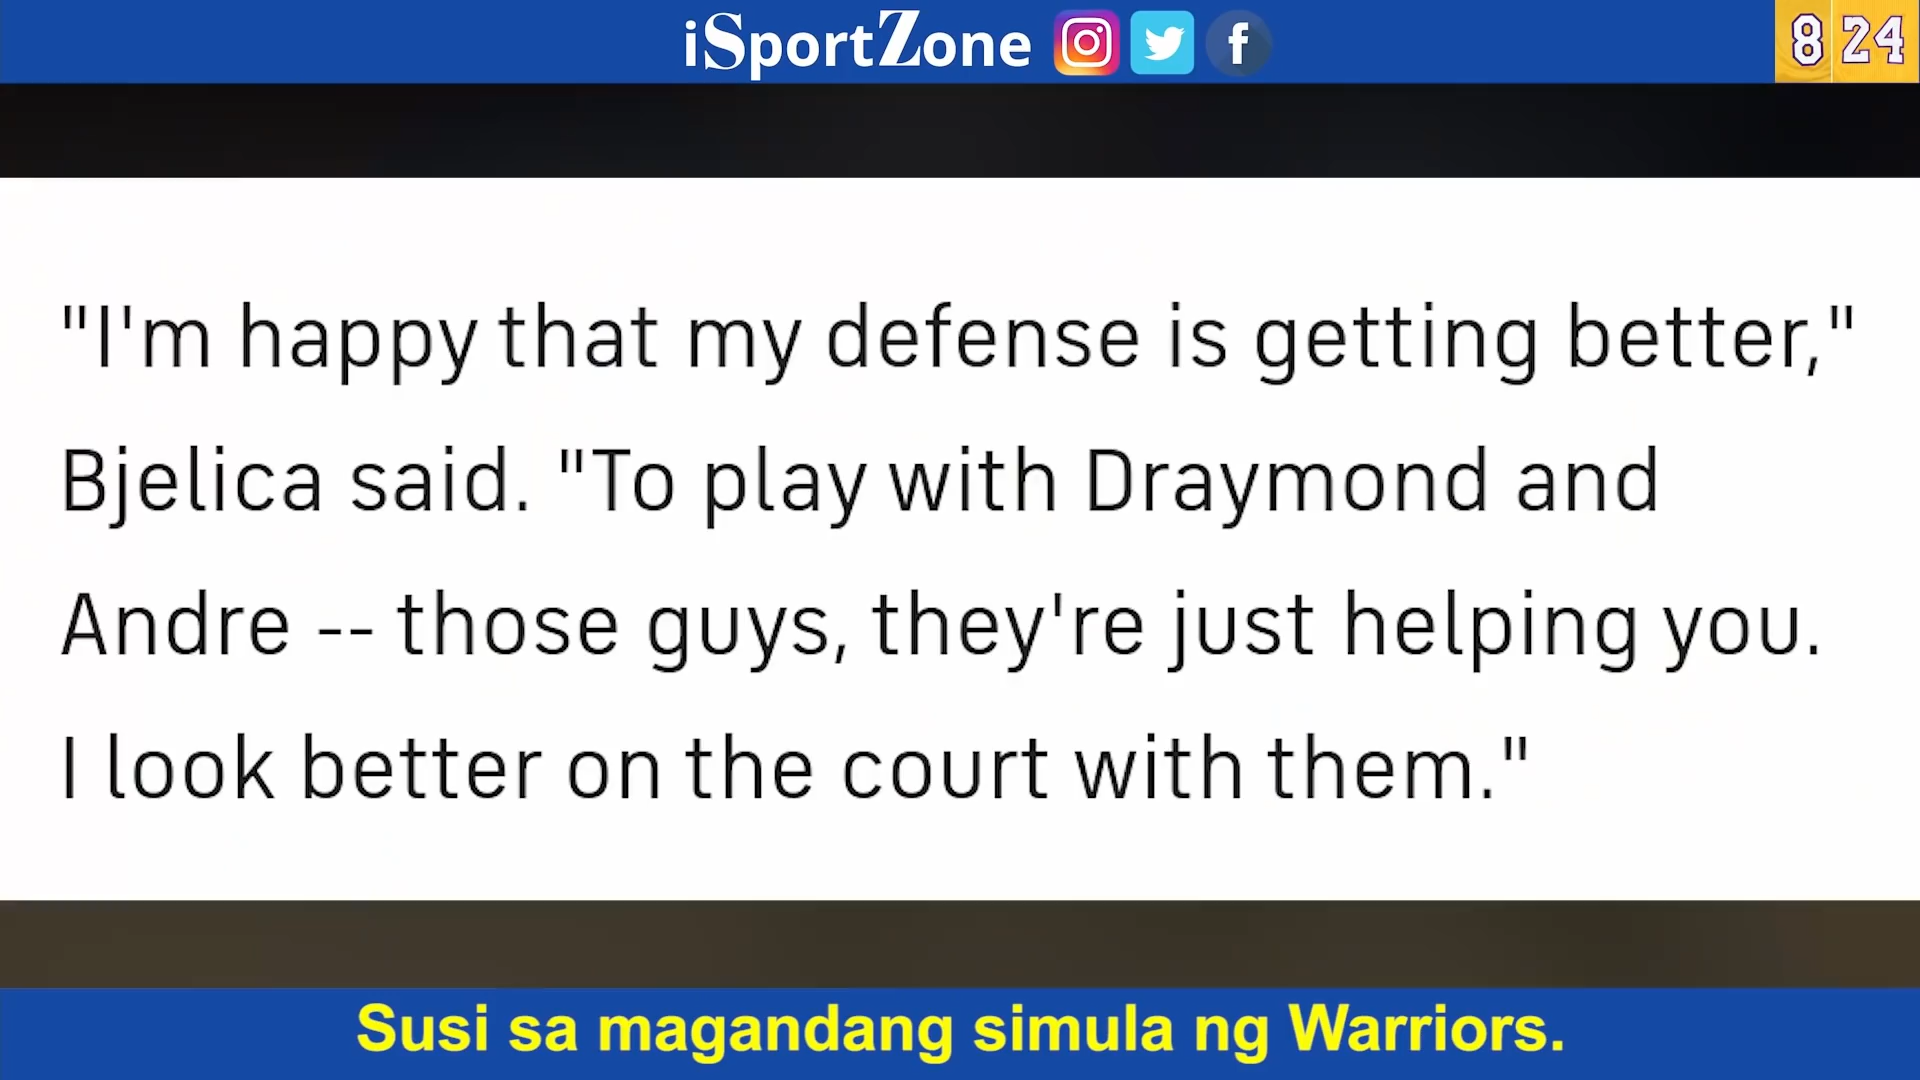 iSportZone
8 24
"I'm happy that my defense is getting better,"
Bjelica said. "To play with Draymond and
Andre -- those guys, they're just helping you.
I look better on the court with them."
Susi sa magandang simula ng Warriors.